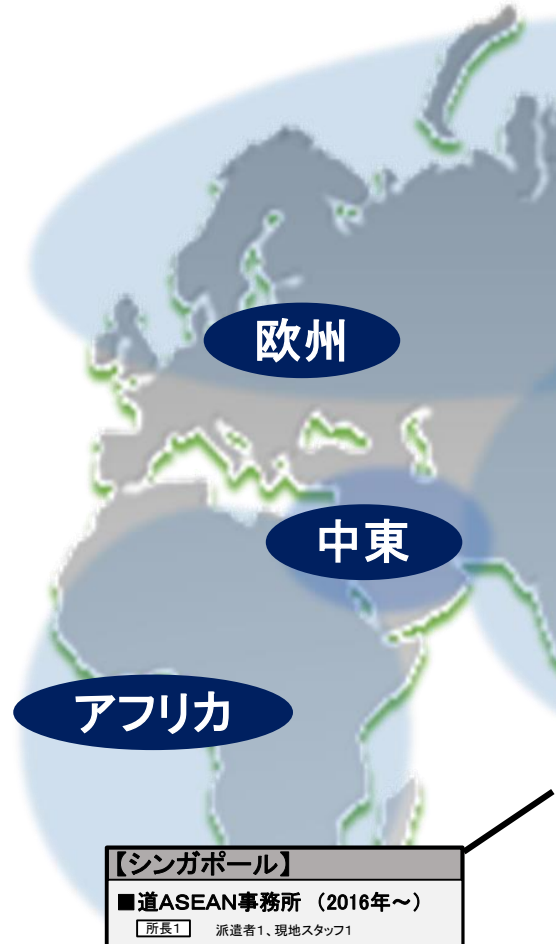 欧州
中東
アフリカ
【シンガポール】
■道ASEAN事務所 （2016年～）
所長1 派遣者1、現地スタッフ1